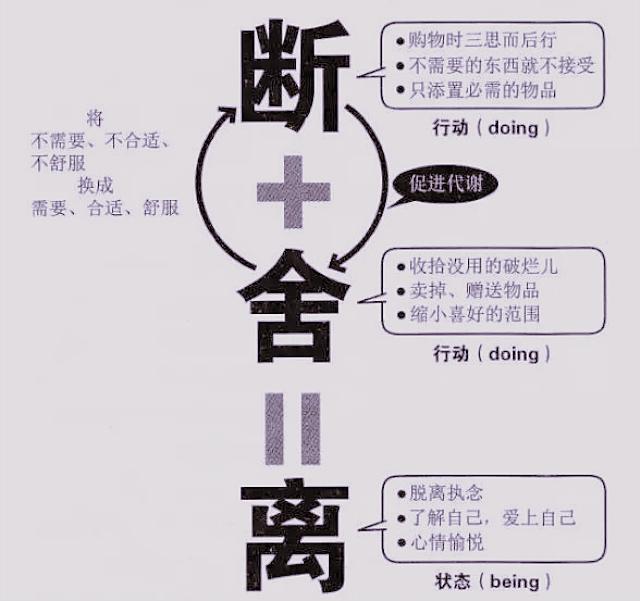 断
• 购物时三思而后行
• 不需要的东西就不接受
• 只添置必需的物品
行动（doing）
将
不需要、不合适、
不舒服
换成
需要、合适、舒服
+
促进代谢
舍
• 收拾没用的破烂儿
• 卖掉、赠送物品
• 缩小喜好的范围
行动（doing）
=
离
• 脱离执念
• 了解自己，爱上自己
• 心情愉悦
状态（being）